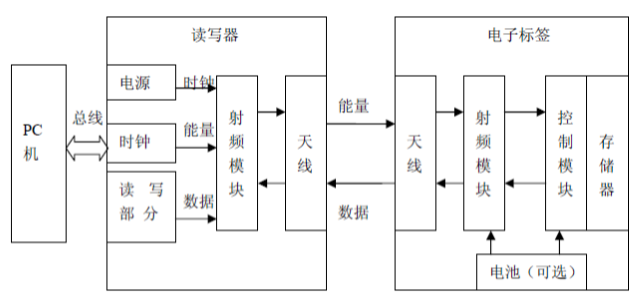 读写器
电子标签
PC
机
总线
电源
时钟
时钟
能量
读 写
部 分
数据
射频模块
天线
能量
数据
天线
射频模块
控制模块
存储器
电池（可选）